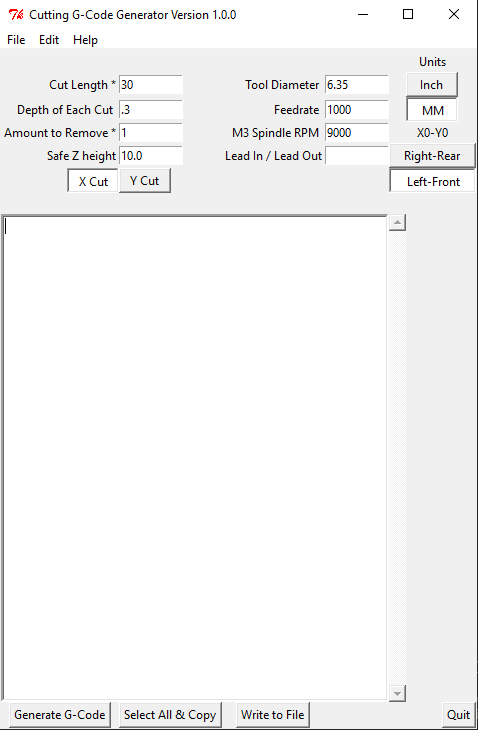 Cutting G-Code Generator Version 1.0.0
File Edit Help
Units
Cut Length * 30 Tool Diameter 6.35 Inch
Depth of Each Cut .3 Feedrate 1000 MM
Amount to Remove * 1 M3 Spindle RPM 9000 X0-Y0
Safe Z height 10.0 Lead In / Lead Out Right-Rear
X Cut Y Cut Left-Front
Generate G-Code Select All & Copy Write to File Quit